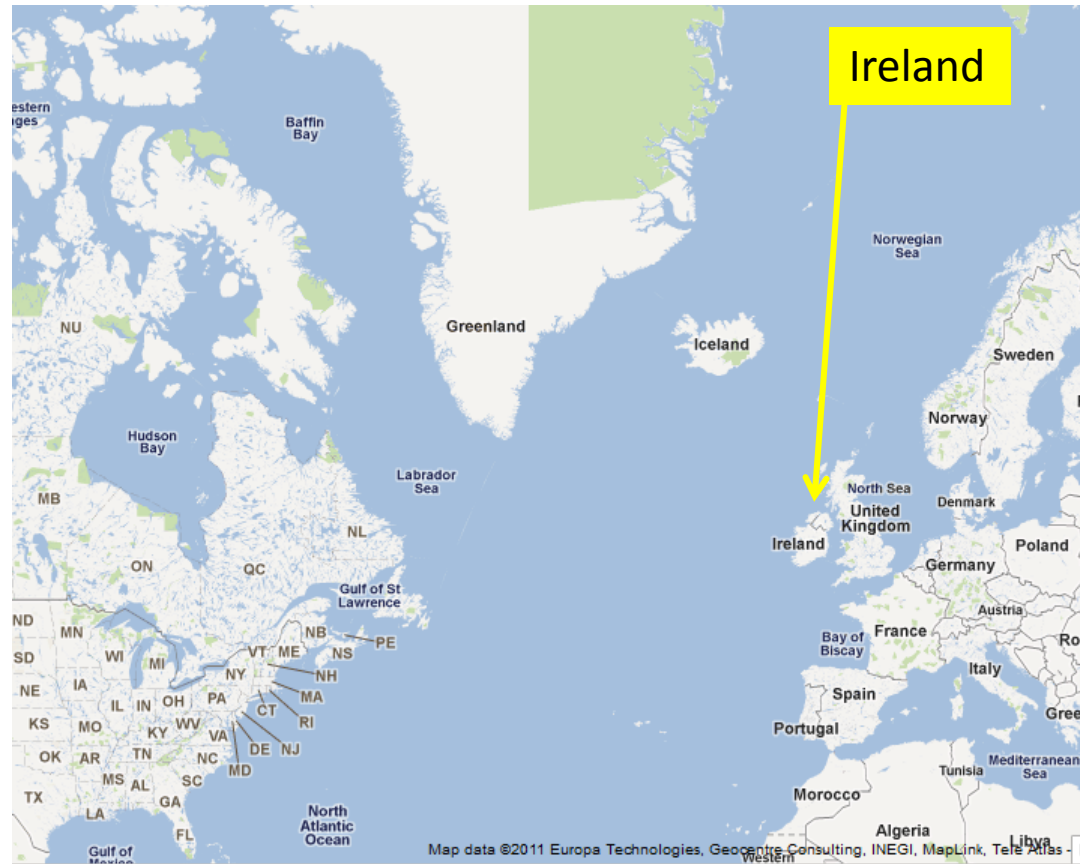 Ireland
estern
ges
Baffin
Bay
Norwegian
Sea
NU
Greenland
Iceland
Sweden
Norway
Hudson
Bay
Labrador
Sea
MB
North Sea
Denmark
United
Kingdom
NL
Ireland
Poland
ON
QC
Germany
Gulf of St
Lawrence
Austria
ND
MN
NB
PE
Bay of
Biscay
France
Ro
SD
WI
MI
VT
ME
NS
NY
NH
Italy
NE
IA
IL
IN
OH
PA
CT
MA
Spain
RI
Portugal
Gree
KS
MO
KY
WV
VA
DE
NJ
OK
AR
TN
NC
MD
Tunisia
Mediterranean
Sea
MS
AL
SC
Morocco
TX
LA
GA
North
Atlantic
Ocean
FL
Algeria
Libya
Gulf of
Mexico
Map data ©2011 Europa Technologies, Geocentre Consulting, INEGI, MapLink, Tele Atlas -
Western